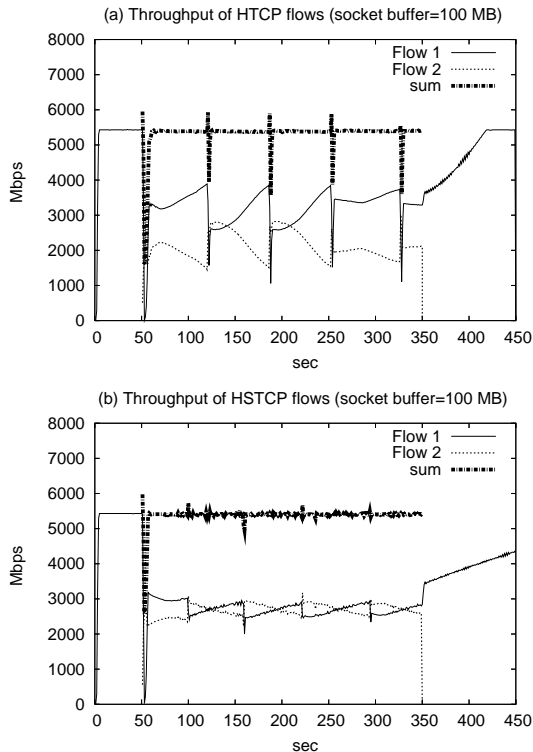 (a) Throughput of HTCP flows (socket buffer=100 MB)
8000
7000
6000
5000
4000
3000
2000
1000
0
Mbps
Flow 1
Flow 2
sum
0 50 100 150 200 250 300 350 400 450
sec
(b) Throughput of HSTCP flows (socket buffer=100 MB)
8000
7000
6000
5000
4000
3000
2000
1000
0
Mbps
Flow 1
Flow 2
sum
0 50 100 150 200 250 300 350 400 450
sec